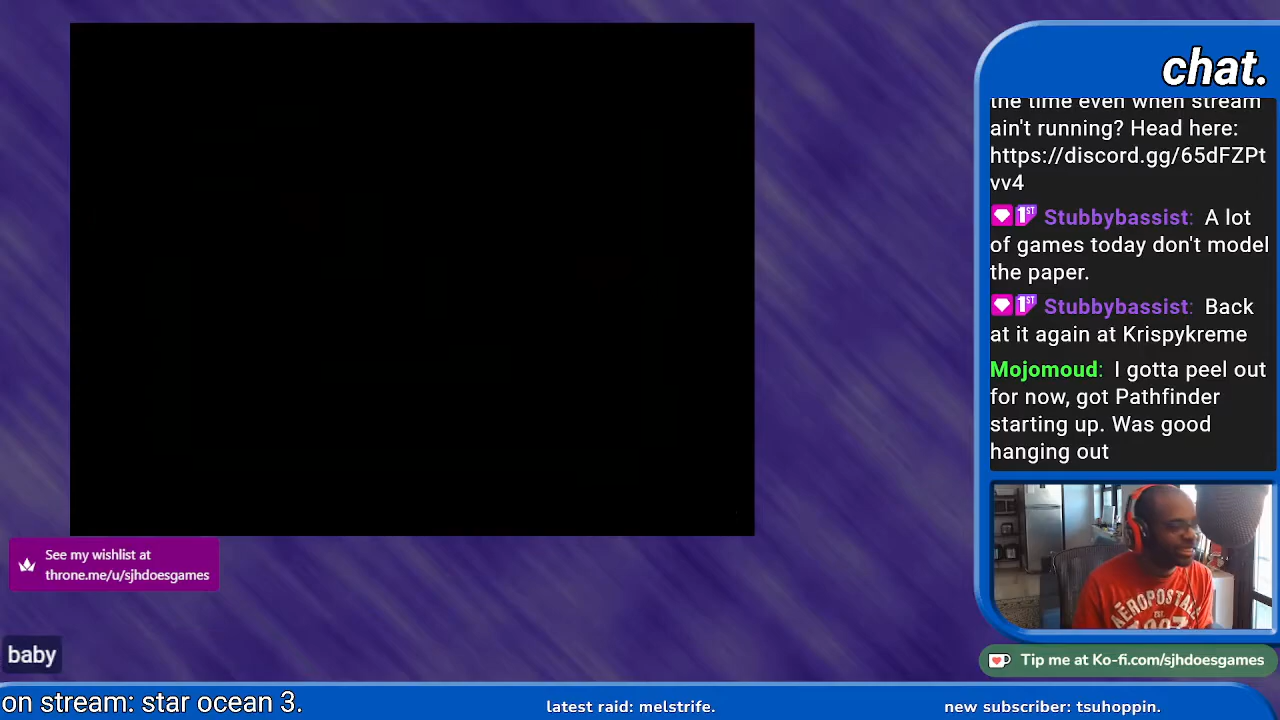 chat.
the time even when stream
ain't running? Head here:
https://discord.gg/65dFZPt
vv4
1ST Stubbybassist: A lot
of games today don't model
the paper.
1ST Stubbybassist: Back
at it again at Krispykreme
Mojomoud: I gotta peel out
for now, got Pathfinder
starting up. Was good
hanging out
AÉROPOSTALE
See my wishlist at
throne.me/u/sjhdoesgames
baby
Tip me at Ko-fi.com/sjhdoesgames
on stream: star ocean 3.
latest raid: melstrife.
new subscriber: tsuhoppin.